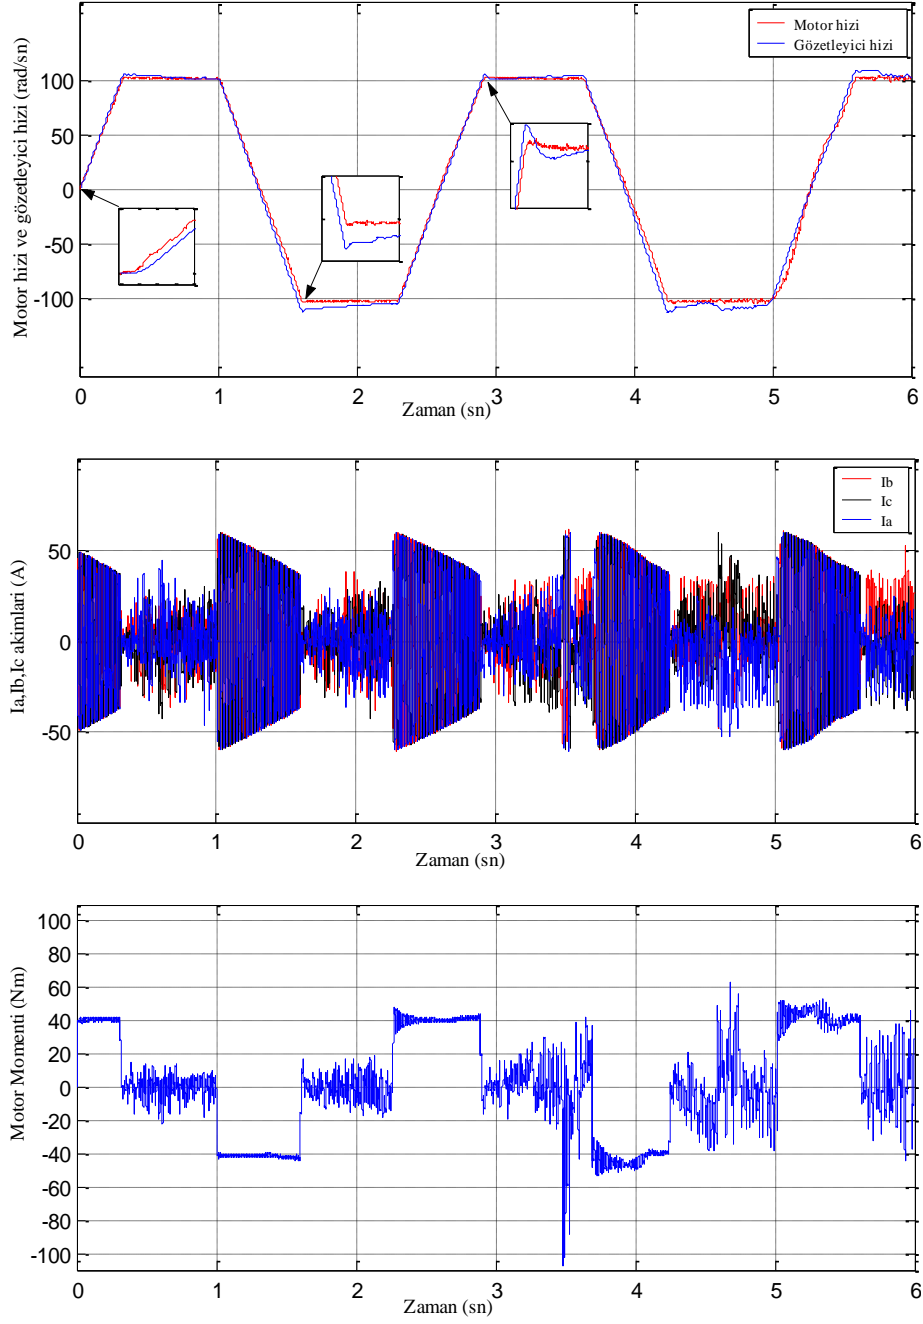 Motor hizi ve gözetleyici hizi (rad/sn)
Motor hizi
Gözetleyici hizi
100
50
0
-50
-100
0 1 2 3 4 5 6
Zaman (sn)
Ia,Ib,Ic akimlari (A)
Ib
Ic
Ia
50
0
-50
0 1 2 3 4 5 6
Zaman (sn)
Motor Momenti (Nm)
100
80
60
40
20
0
-20
-40
-60
-80
-100
0 1 2 3 4 5 6
Zaman (sn)